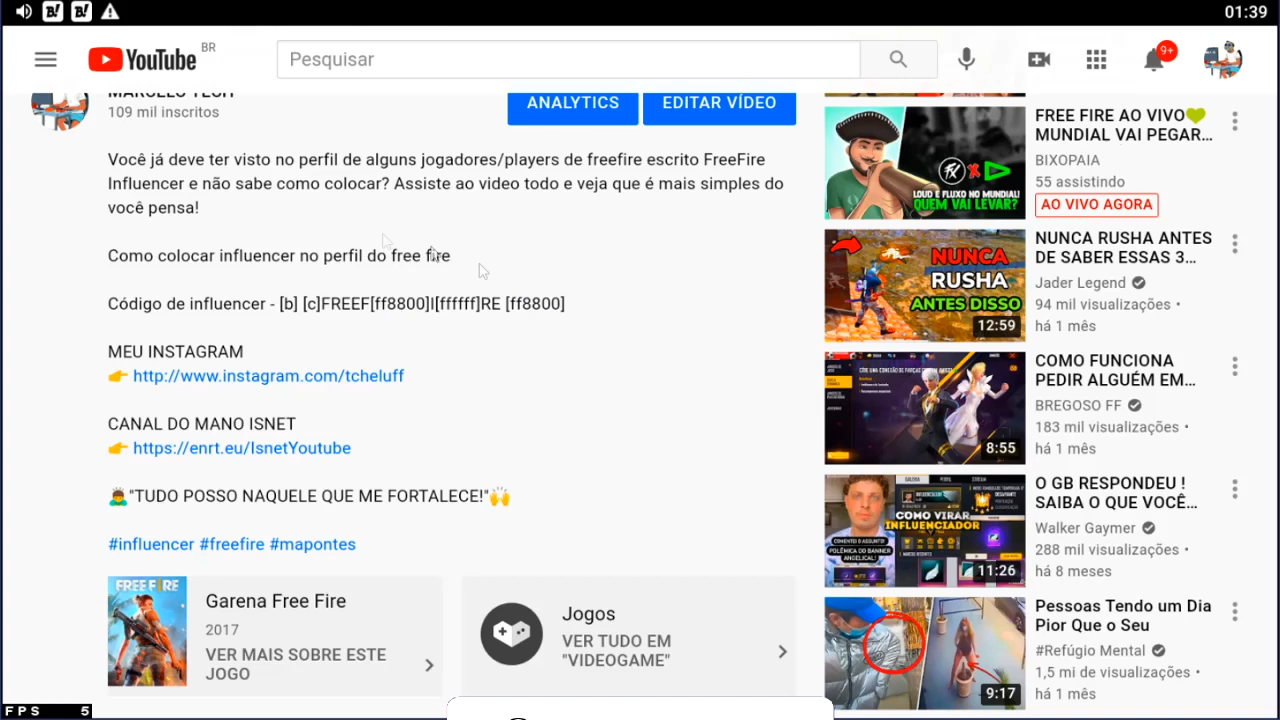 01:39
YouTube BR
Pesquisar
9+
MARCELO TECH
109 mil inscritos
ANALYTICS
EDITAR VÍDEO
Você já deve ter visto no perfil de alguns jogadores/players de freefire escrito FreeFire
Influencer e não sabe como colocar? Assiste ao video todo e veja que é mais simples do
você pensa!
Como colocar influencer no perfil do free fire
Código de influencer - [b] [c]FREEF[ff8800]I[ffffff]RE [ff8800]
MEU INSTAGRAM
👉 http://www.instagram.com/tcheluff
CANAL DO MANO ISNET
👉 https://enrt.eu/IsnetYoutube
🙇"TUDO POSSO NAQUELE QUE ME FORTALECE!"🙌
#influencer #freefire #mapontes
FREE FIRE
Garena Free Fire
2017
VER MAIS SOBRE ESTE
JOGO
Jogos
VER TUDO EM
"VIDEOGAME"
LOUD E FLUXO NO MUNDIAL!
QUEM VAI LEVAR?
FREE FIRE AO VIVO💚
MUNDIAL VAI PEGAR...
BIXOPAIA
55 assistindo
AO VIVO AGORA
NUNCA
RUSHA
ANTES DISSO
12:59
NUNCA RUSHA ANTES
DE SABER ESSAS 3...
Jader Legend
94 mil visualizações •
há 1 mês
8:55
COMO FUNCIONA
PEDIR ALGUÉM EM...
BREGOSO FF
183 mil visualizações •
há 1 mês
COMO VIRAR
INFLUENCIADOR
COMENTEI O ASSUNTO!
POLÊMICA DO BANNER
ANGELICAL!
11:26
O GB RESPONDEU !
SAIBA O QUE VOCÊ...
Walker Gaymer
288 mil visualizações •
há 8 meses
9:17
Pessoas Tendo um Dia
Pior Que o Seu
#Refúgio Mental
1,5 mi de visualizações •
há 1 mês
FPS 5